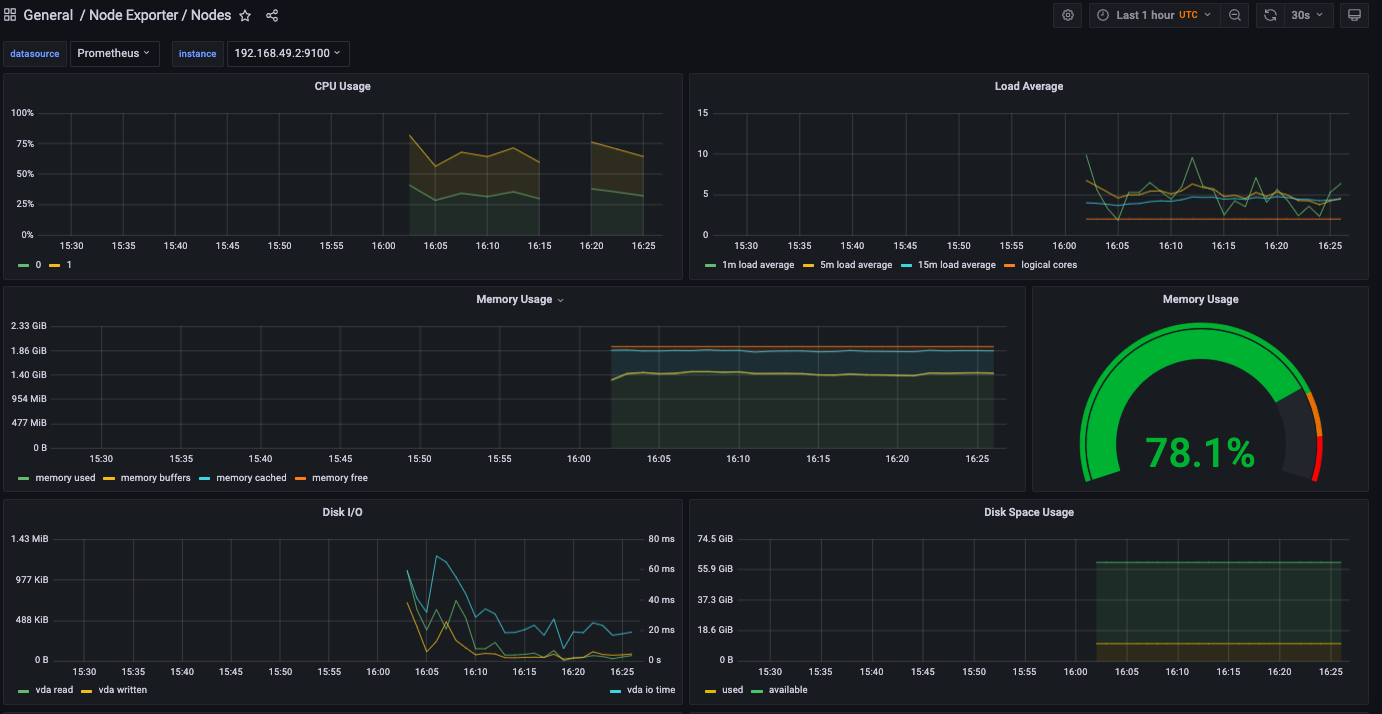 General / Node Exporter / Nodes
Last 1 hour UTC
30s
datasource Prometheus instance 192.168.49.2:9100
CPU Usage
100%
75%
50%
25%
0%
15:30 15:35 15:40 15:45 15:50 15:55 16:00 16:05 16:10 16:15 16:20 16:25
0 1
Load Average
15
10
5
0
15:30 15:35 15:40 15:45 15:50 15:55 16:00 16:05 16:10 16:15 16:20 16:25
1m load average 5m load average 15m load average logical cores
Memory Usage
2.33 GiB
1.86 GiB
1.40 GiB
954 MiB
477 MiB
0 B
15:30 15:35 15:40 15:45 15:50 15:55 16:00 16:05 16:10 16:15 16:20 16:25
memory used memory buffers memory cached memory free
Memory Usage
78.1%
Disk I/O
1.43 MiB
977 KiB
488 KiB
0 B
80 ms
60 ms
40 ms
20 ms
0 s
15:30 15:35 15:40 15:45 15:50 15:55 16:00 16:05 16:10 16:15 16:20 16:25
vda read vda written vda io time
Disk Space Usage
74.5 GiB
55.9 GiB
37.3 GiB
18.6 GiB
0 B
15:30 15:35 15:40 15:45 15:50 15:55 16:00 16:05 16:10 16:15 16:20 16:25
used available